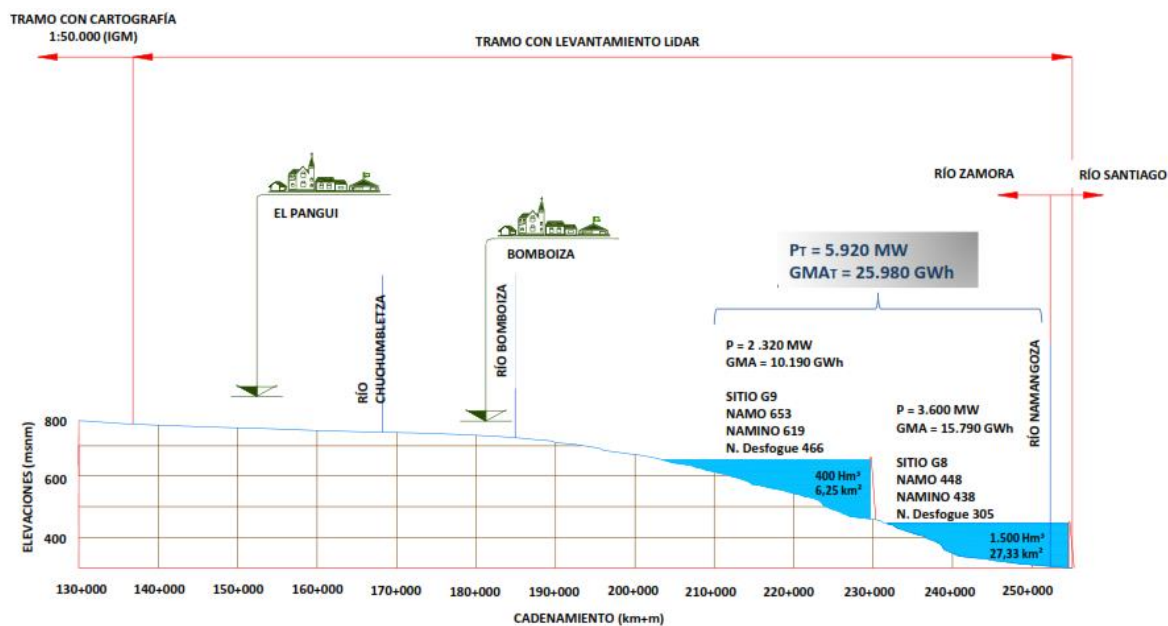 TRAMO CON CARTOGRAFÍA
1:50.000 (IGM)
TRAMO CON LEVANTAMIENTO LiDAR
RÍO ZAMORA
RÍO SANTIAGO
EL PANGUI
BOMBOIZA
PT = 5.920 MW
GMAT = 25.980 GWh
RÍO
CHUCHUMBLETZA
RÍO BOMBOIZA
RÍO NAMANGOZA
P = 2 .320 MW
GMA = 10.190 GWh
SITIO G9
NAMO 653
NAMINO 619
N. Desfogue 466
P = 3.600 MW
GMA = 15.790 GWh
SITIO G8
NAMO 448
NAMINO 438
N. Desfogue 305
400 Hm³
6,25 km²
1.500 Hm³
27,33 km²
ELEVACIONES (msnm)
800
600
400
130+000 140+000 150+000 160+000 170+000 180+000 190+000 200+000 210+000 220+000 230+000 240+000 250+000
CADENAMIENTO (km+m)